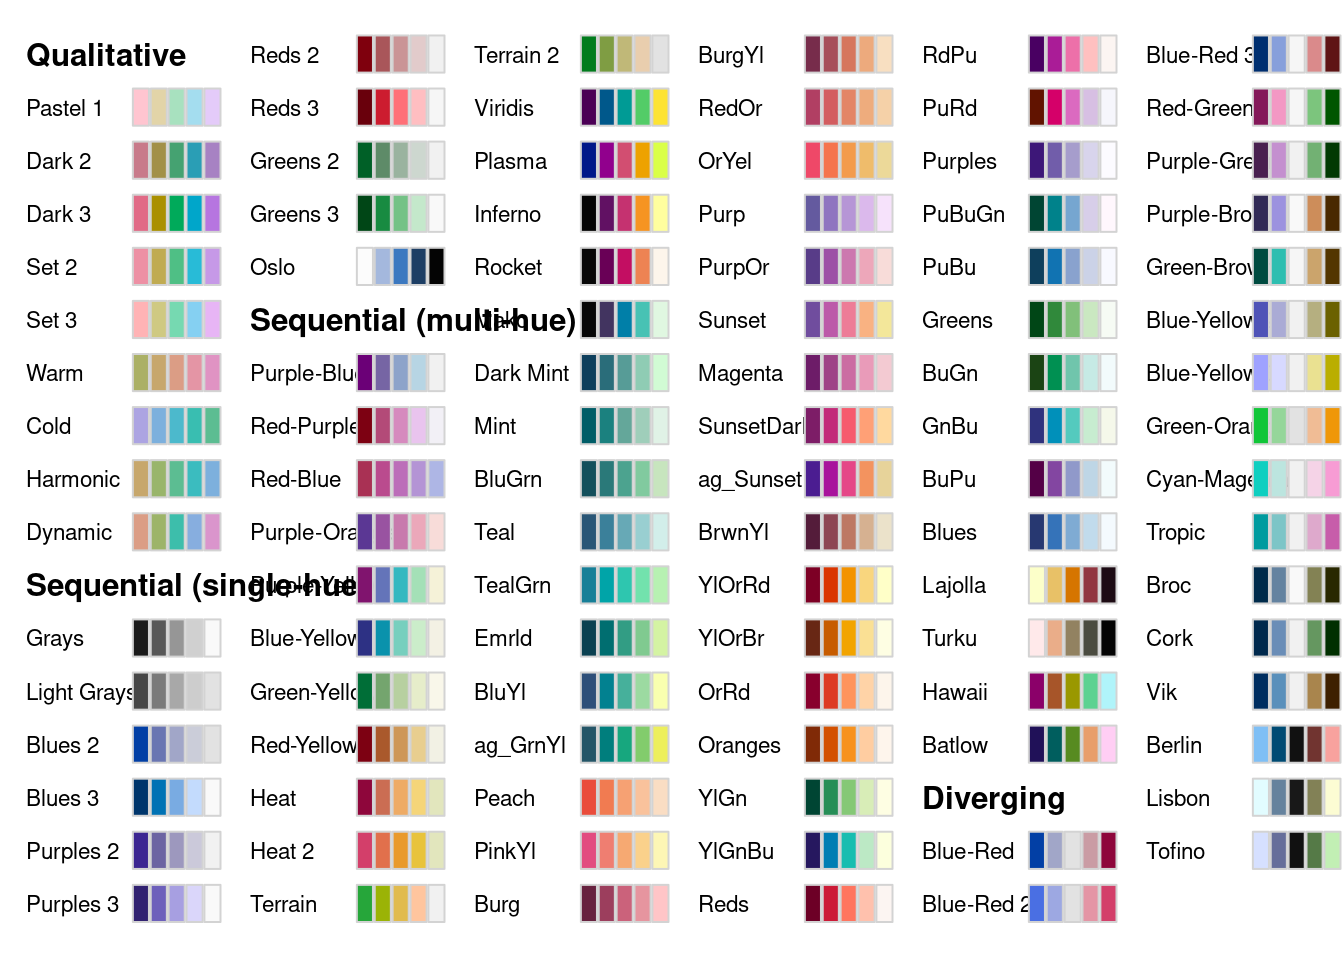 Qualitative
Pastel 1
Dark 2
Dark 3
Set 2
Set 3
Warm
Cold
Harmonic
Dynamic
Sequential (single-hue
Grays
Light Grays
Blues 2
Blues 3
Purples 2
Purples 3
Reds 2
Reds 3
Greens 2
Greens 3
Oslo
Sequential (multi-hue)
Purple-Blue
Red-Purple
Red-Blue
Purple-Ora
Purple-Yell
Blue-Yellow
Green-Yello
Red-Yellow
Heat
Heat 2
Terrain
Terrain 2
Viridis
Plasma
Inferno
Rocket
Mako
Dark Mint
Mint
BluGrn
Teal
TealGrn
Emrld
BluYl
ag_GrnYl
Peach
PinkYl
Burg
BurgYl
RedOr
OrYel
Purp
PurpOr
Sunset
Magenta
SunsetDark
ag_Sunset
BrwnYl
YlOrRd
YlOrBr
OrRd
Oranges
YlGn
YlGnBu
Reds
RdPu
PuRd
Purples
PuBuGn
PuBu
Greens
BuGn
GnBu
BuPu
Blues
Lajolla
Turku
Hawaii
Batlow
Diverging
Blue-Red
Blue-Red 2
Blue-Red 3
Red-Green
Purple-Gre
Purple-Bro
Green-Brow
Blue-Yellow
Blue-Yellow
Green-Ora
Cyan-Mage
Tropic
Broc
Cork
Vik
Berlin
Lisbon
Tofino